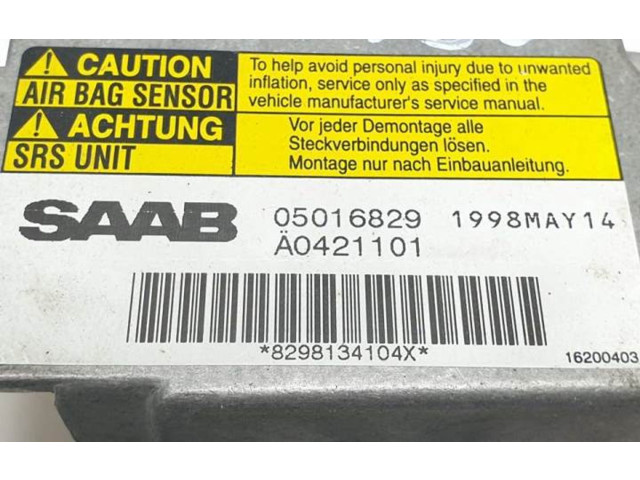 CAUTION
AIR BAG SENSOR
To help avoid personal injury due to unwanted
inflation, service only as specified in the
vehicle manufacturer's service manual.
ACHTUNG
SRS UNIT
Vor jeder Demontage alle
Steckverbindungen lösen.
Montage nur nach Einbauanleitung.
SAAB 05016829 1998MAY14
Ä0421101
*8298134104X*
16200403